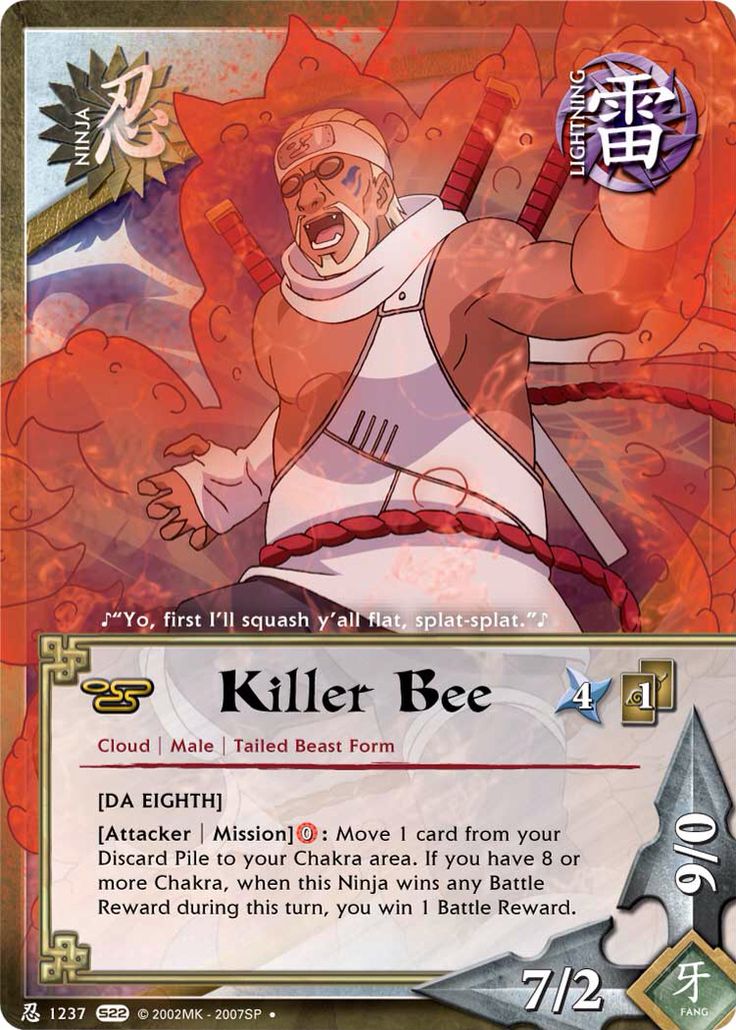 NINJA 忍
LIGHTNING 雷
♪“Yo, first I’ll squash y’all flat, splat-splat.”♪
Killer Bee
4
1
Cloud | Male | Tailed Beast Form
[DA EIGHTH]
[Attacker | Mission] 0 : Move 1 card from your
Discard Pile to your Chakra area. If you have 8 or
more Chakra, when this Ninja wins any Battle
Reward during this turn, you win 1 Battle Reward.
9/0
7/2
牙
FANG
忍 1237 S22 © 2002MK - 2007SP •